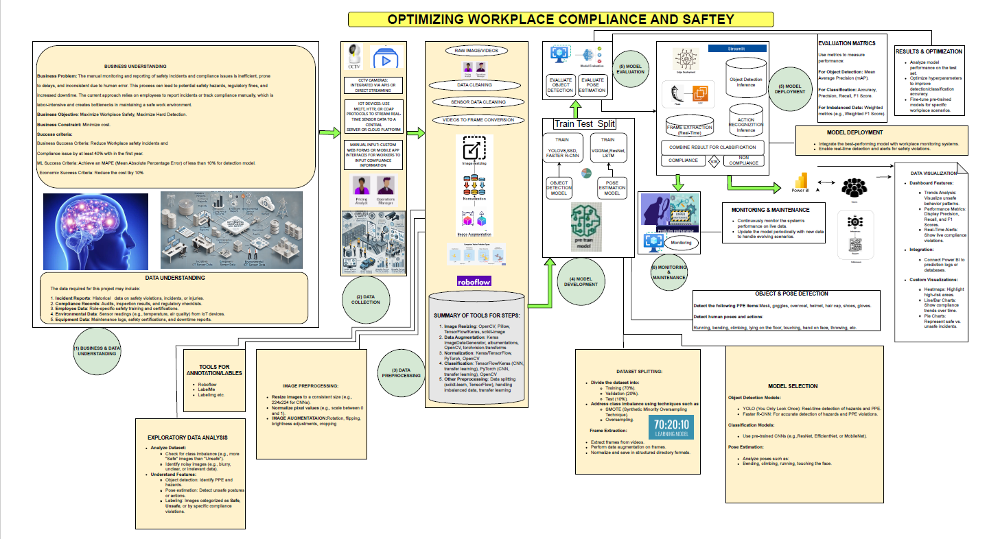 OPTIMIZING WORKPLACE COMPLIANCE AND SAFTEY
BUSINESS UNDERSTANDING
Business Problem: The manual monitoring and reporting of safety incidents and compliance issues is inefficient, prone
to delays, and inconsistent due to human error. This process can lead to potential safety hazards, regulatory fines, and
increased downtime. The current approach relies on employees to report incidents or track compliance manually, which is
labor-intensive and creates bottlenecks in maintaining a safe work environment.
Business Objective: Maximize Workplace Safety, Maximize Hard Detection.
Business Constraint: Minimize cost.
Success criteria:
Business Success Criteria: Reduce Workplace safety incidents and
Compliance issue by at least 40% with in the first year.
ML Success Criteria: Achieve an MAPE (Mean Absolute Percentage Error) of less than 10% for detection model.
Economic Success Criteria: Reduce the cost tby 10%
DATA UNDERSTANDING
The data required for this project may include:
1. Incident Reports: Historical data on safety violations, incidents, or injuries.
2. Compliance Records: Audits, inspection results, and regulatory checklists.
3. Employee Data: Role-specific safety training and certifications.
4. Environmental Data: Sensor readings (e.g., temperature, air quality) from IoT devices.
5. Equipment Data: Maintenance logs, safety certifications, and downtime reports.
(1) BUSINESS & DATA
UNDERSTANDING
CCTV
CCTV CAMERAS:
INTEGRATED VIA APIS OR
DIRECT STREAMING
IOT DEVICES: USE
MQTT, HTTP, OR COAP
PROTOCOLS TO STREAM REAL-
TIME SENSOR DATA TO A
CENTRAL
SERVER OR CLOUD PLATFORM
MANUAL INPUT: CUSTOM
WEB FORMS OR MOBILE APP
INTERFACES FOR WORKERS TO
INPUT COMPLIANCE
INFORMATION
Pricing
Analyst
Operations
Manager
(2) DATA
COLLECTION
RAW IMAGE/VIDEOS
DATA CLEANING
SENSOR DATA CLEANING
VIDEOS TO FRAME CONVERSION
Image resizing
Normalization
Image Augmentation
roboflow
SUMMARY OF TOOLS FOR STEPS:
1. Image Resizing: OpenCV, Pillow,
TensorFlow/Keras, scikit-image
2. Data Augmentation: Keras
ImageDataGenerator, albumentations,
OpenCV, torchvision.transforms
3. Normalization: Keras/TensorFlow,
PyTorch, OpenCV
4. Classification: TensorFlow/Keras (CNN,
transfer learning), PyTorch (CNN,
transfer learning), OpenCV
5. Other Preprocessing: Data splitting
(scikit-learn, TensorFlow), handling
imbalanced data, transfer learning
(3) DATA
PREPROCESSING
TOOLS FOR
ANNOTATION/LABLES
• Roboflow
• LabelMe
• Labelling etc.
IMAGE PREPROCESSING:
• Resize images to a consistent size (e.g.,
224x224 for CNNs).
• Normalize pixel values (e.g., scale between 0
and 1).
• IMAGE AUGMENTATAION:Rotation, flipping,
brightness adjustments, cropping
EXPLORATORY DATA ANALYSIS
• Analyze Dataset:
Check for class imbalance (e.g., more
"Safe" images than "Unsafe").
Identify noisy images (e.g., blurry,
unclear, or irrelevant data).
• Understand Features:
Object detection: Identify PPE and
hazards.
Pose estimation: Detect unsafe postures
or actions.
Labeling: Images categorized as Safe,
Unsafe, or by specific compliance
violations.
Model Evaluation
EVALUATE
OBJECT
DETECTION
EVALUATE
POSE
ESTIMATION
(5) MODEL
EVALUATION
Train Test Split
TRAIN
YOLOV8,SSD,
FASTER R-CNN
TRAIN
VGGNet,ResNet,
LSTM
OBJECT
DETECTION
MODEL
POSE
ESTIMATION
MODEL
pre train
model
(4) MODEL
DEVELOPMENT
Streamlit
Edge Deployment
Object Detection
Inference
Flask
FRAME EXTRACTION
(Real-Time)
ACTION
RECOGNIZITION
Inference
COMBINE RESULT FOR CLASSIFICATION
COMPLIANCE
V/S
NON
COMPLIANCE
(5) MODEL
DEPLOYMENT
EVALUATION METRICS
Use metrics to measure
performance:
For Object Detection: Mean
Average Precision (mAP).
For Classification: Accuracy,
Precision, Recall, F1 Score.
For Imbalanced Data: Weighted
metrics (e.g., Weighted F1 Score).
RESULTS & OPTIMIZATION
• Analyze model
performance on the test
set.
• Optimize hyperparameters
to improve
detection/classification
accuracy.
• Fine-tune pre-trained
models for specific
workplace scenarios.
MODEL DEPLOYMENT
• Integrate the best-performing model with workplace monitoring systems.
• Enable real-time detection and alerts for safety violations.
Power BI
Predictive maintenance
Monitoring
(6) MONITORING
&
MAINTENANCE
MONITORING & MAINTENANCE
• Continuously monitor the system's
performance on live data.
• Update the model periodically with new data
to handle evolving scenarios.
DATA VISUALIZATION
• Dashboard Features:
Trends Analysis:
Visualize unsafe
behavior patterns.
Performance Metrics:
Display Precision,
Recall, and F1
Scores.
Real-Time Alerts:
Show live compliance
violations.
• Integration:
Connect Power BI to
prediction logs or
databases.
• Custom Visualizations:
Heatmaps: Highlight
high-risk areas.
Line/Bar Charts:
Show compliance
trends over time.
Pie Charts:
Represent safe vs.
unsafe incidents.
OBJECT & POSE DETECTION
Detect the following PPE items:Mask, goggles, overcoat, helmet, hair cap, shoes, gloves.
Detect human poses and actions:
Running, bending, climbing, lying on the floor, touching, hand on face, throwing, etc.
DATASET SPLITTING:
• Divide the dataset into:
Training (70%).
Validation (20%).
Test (10%).
• Address class imbalance using techniques such as:
SMOTE (Synthetic Minority Oversampling
Technique).
Oversampling.
70:20:10
LEARNING MODEL
Frame Extraction:
• Extract frames from videos.
• Perform data augmentation on frames.
• Normalize and save in structured directory formats.
MODEL SELECTION
Object Detection Models:
• YOLO (You Only Look Once): Real-time detection of hazards and PPE.
• Faster R-CNN: For accurate detection of hazards and PPE violations.
Classification Models:
• Use pre-trained CNNs (e.g.,ResNet, EfficientNet, or MobileNet).
Pose Estimation:
• Analyze poses such as:
• Bending, climbing, running, touching the face.